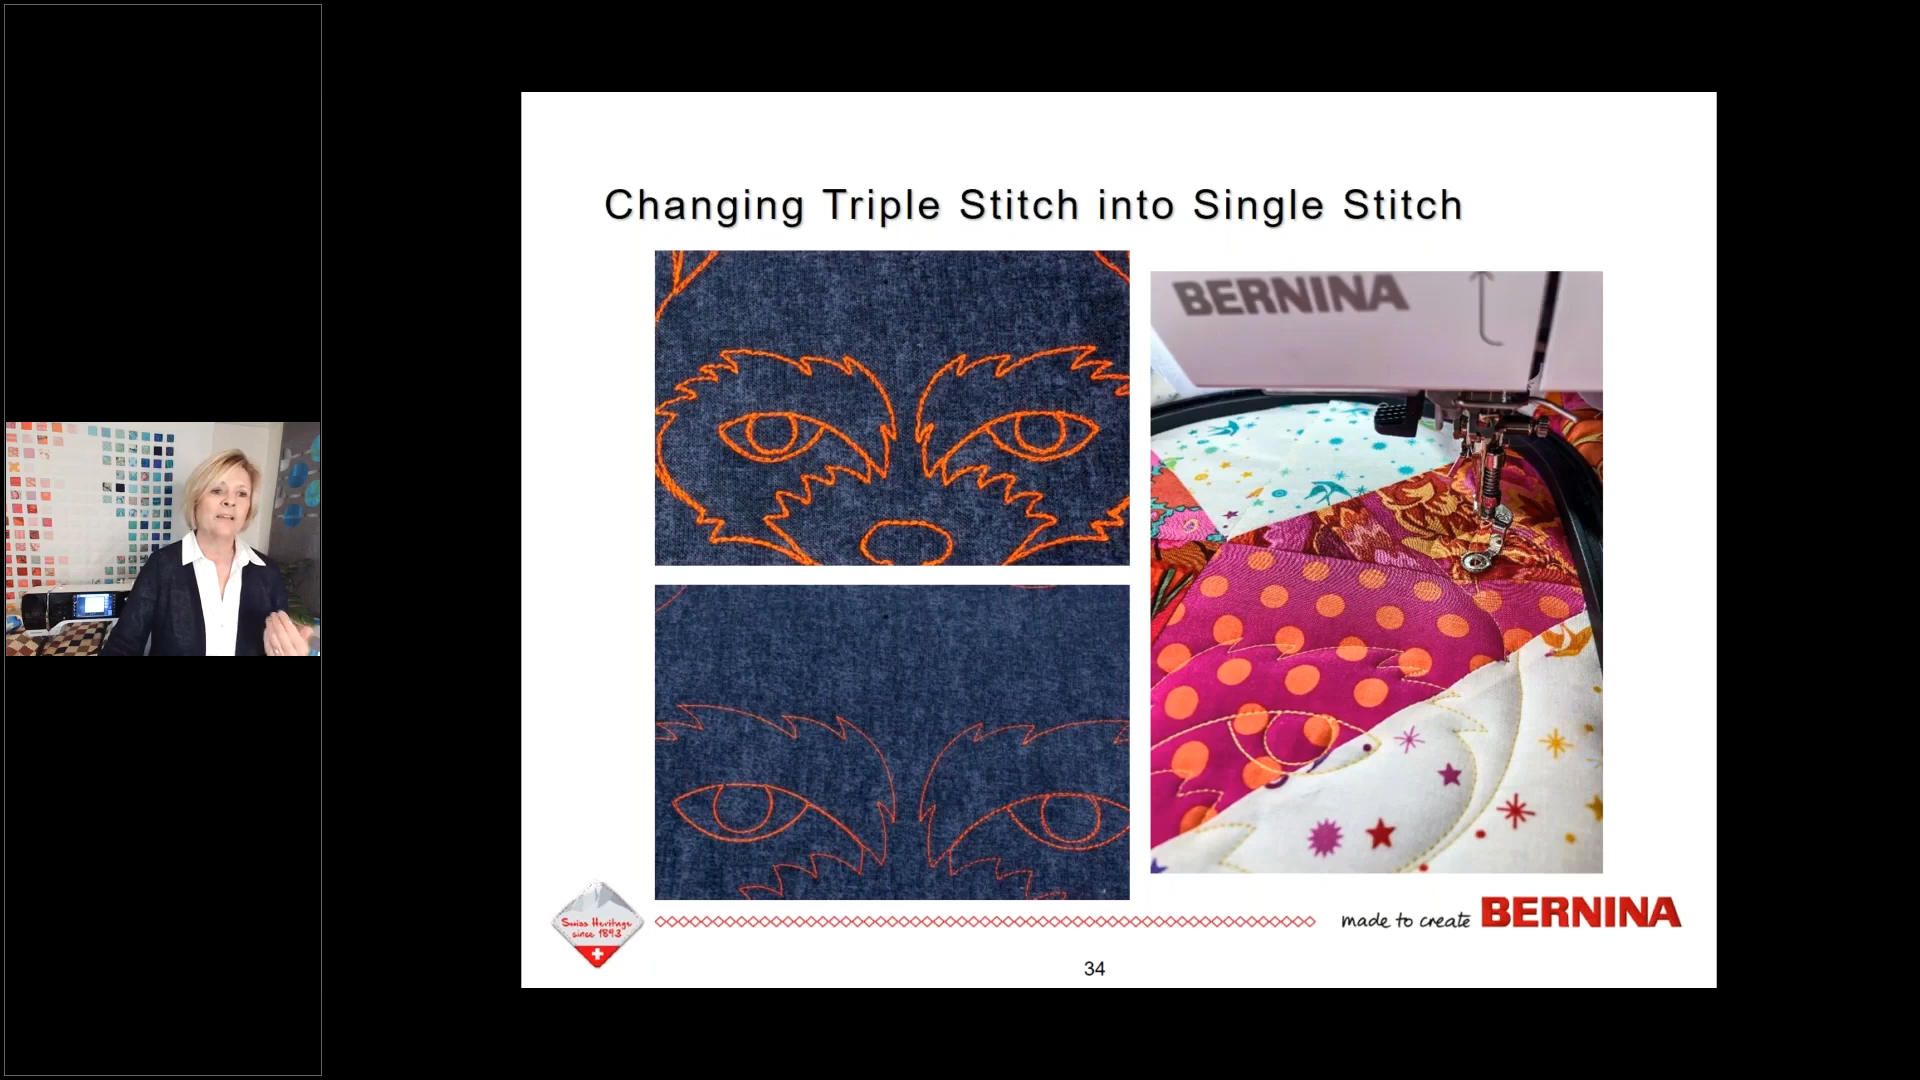 Changing Triple Stitch into Single Stitch
BERNINA
Swiss Heritage
since 1893
made to create BERNINA
34